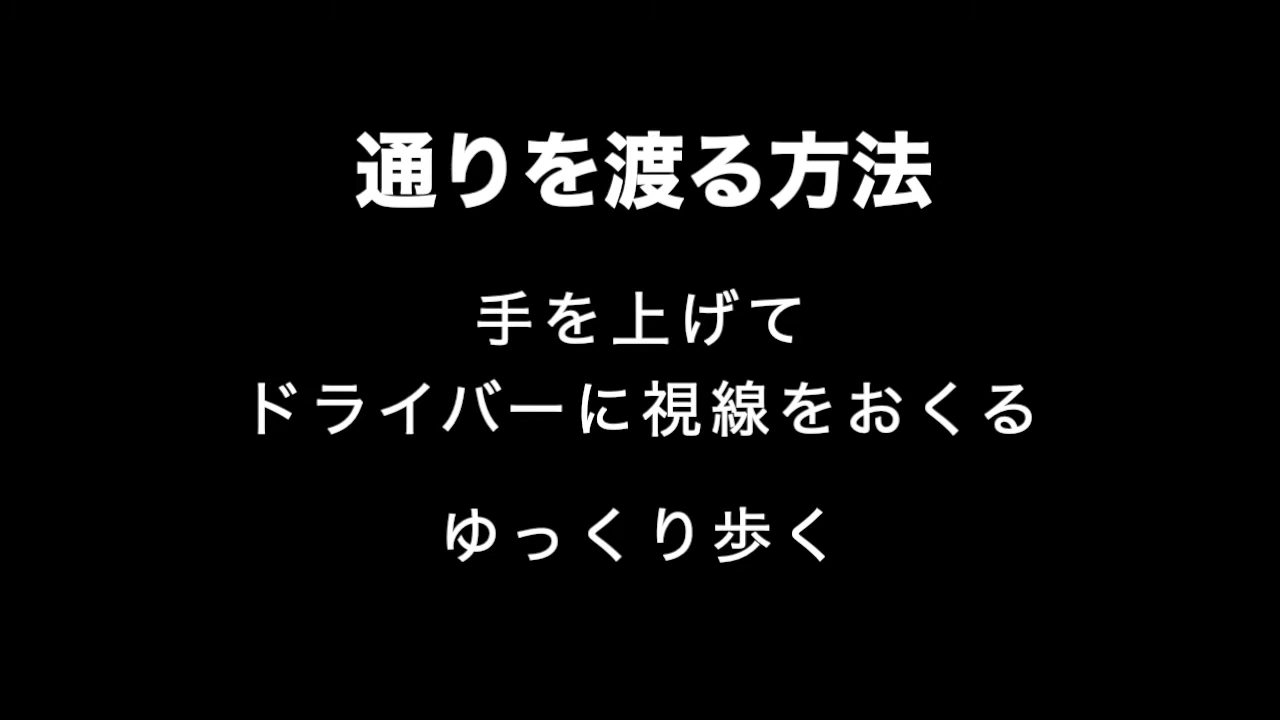 通りを渡る方法
手を上げて
ドライバーに視線をおくる
ゆっくり歩く